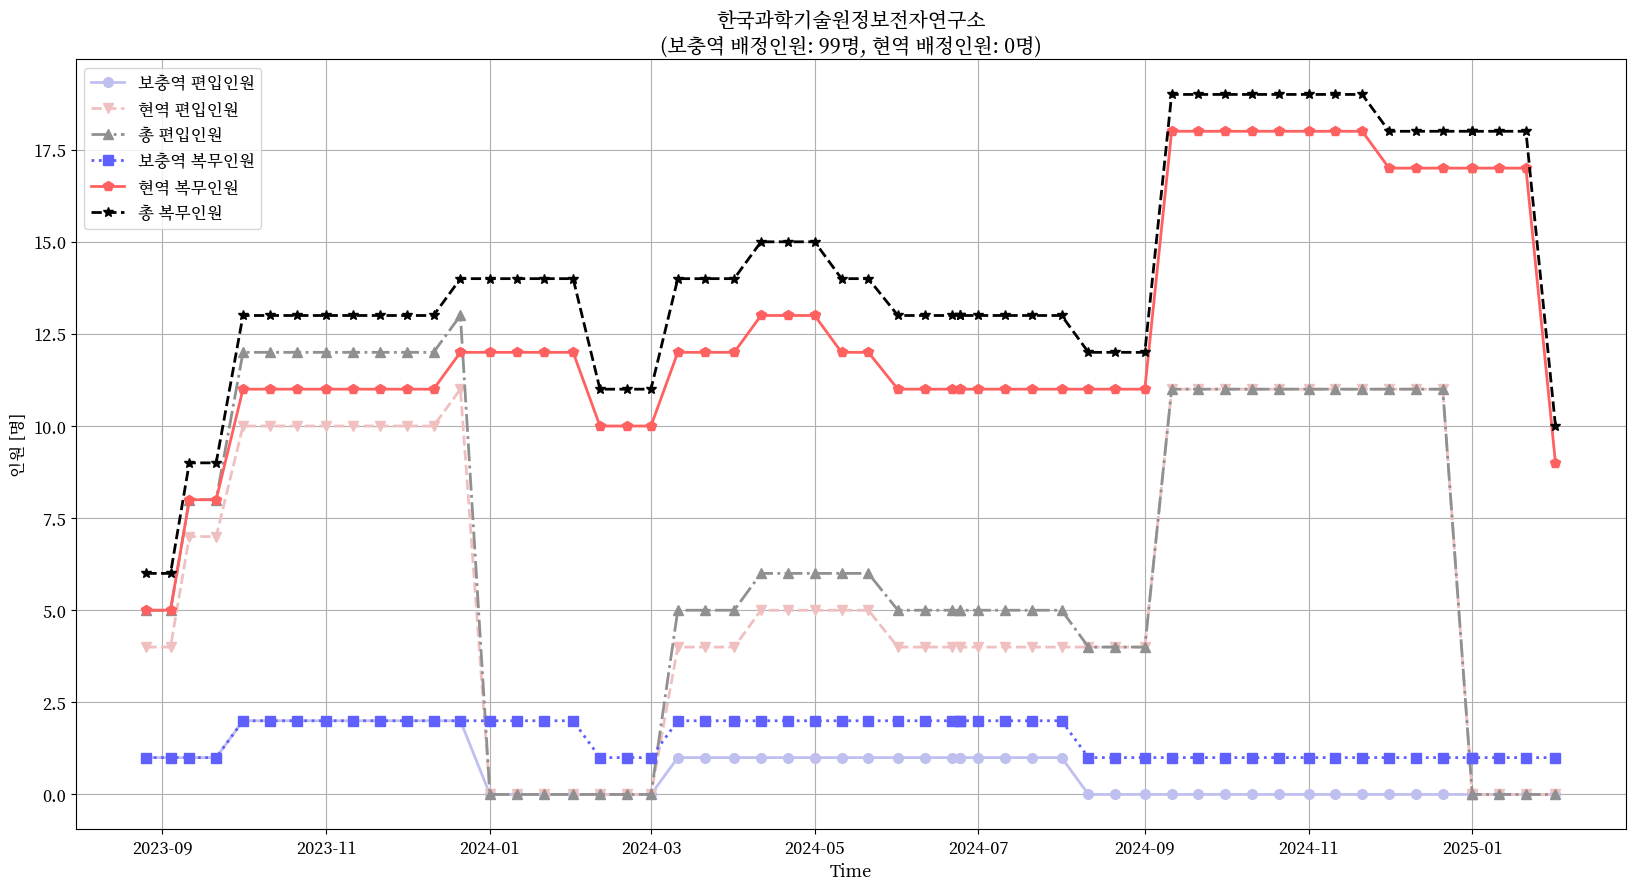 한국과학기술원정보전자연구소
(보충역 배정인원: 99명, 현역 배정인원: 0명)
보충역 편입인원
현역 편입인원
총 편입인원
보충역 복무인원
현역 복무인원
총 복무인원
인원 [명]
17.5
15.0
12.5
10.0
7.5
5.0
2.5
0.0
2023-09 2023-11 2024-01 2024-03 2024-05 2024-07 2024-09 2024-11 2025-01
Time